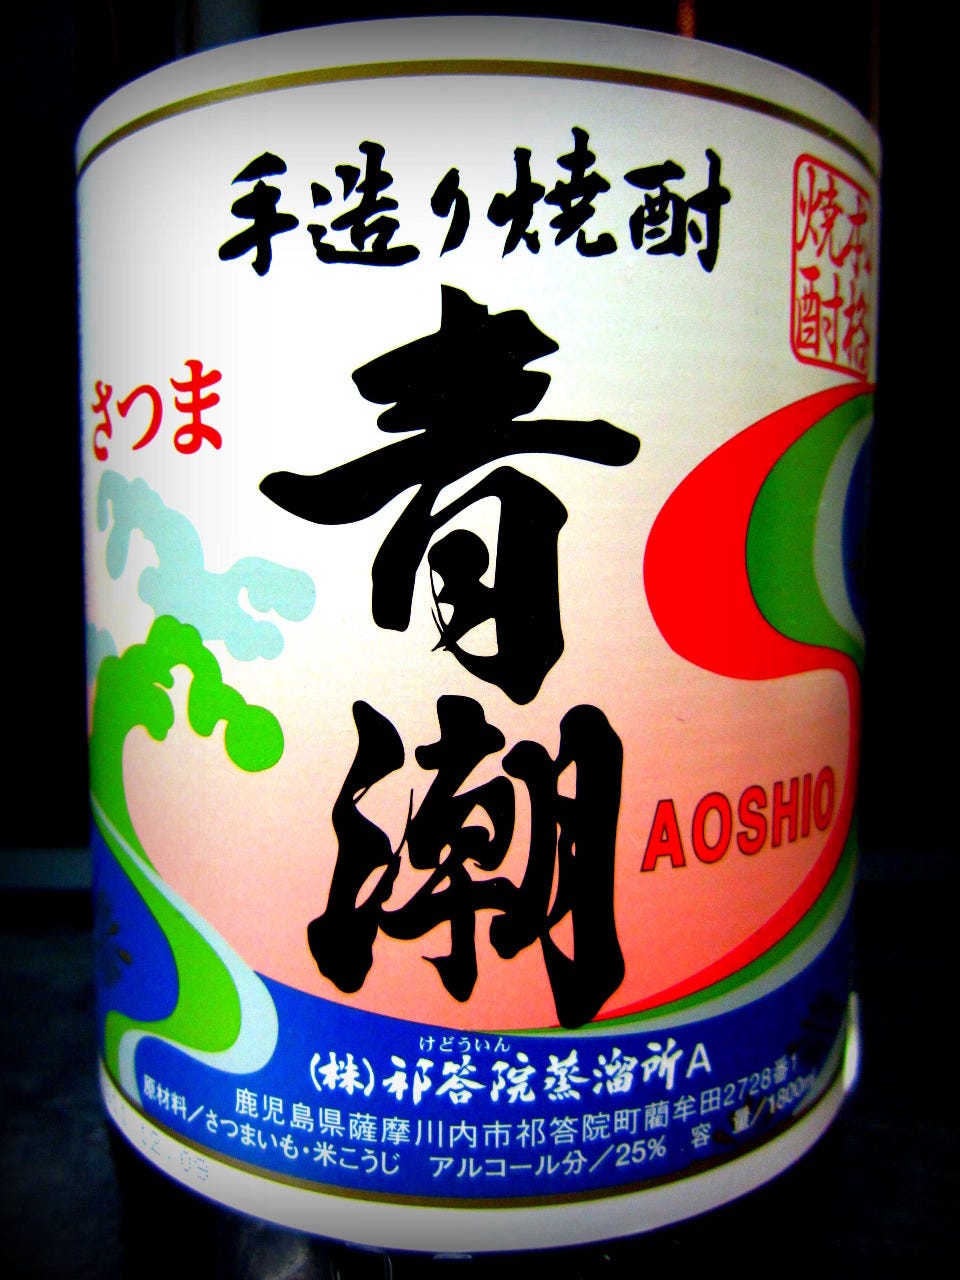 手造り焼酎
本格
焼酎
さつま
青潮
AOSHIO
けどういん
(株)祁答院蒸溜所A
鹿児島県薩摩川内市祁答院町藺牟田2728番1
原材料/さつまいも・米こうじ アルコール分/25% 容量/1800ml
12.03